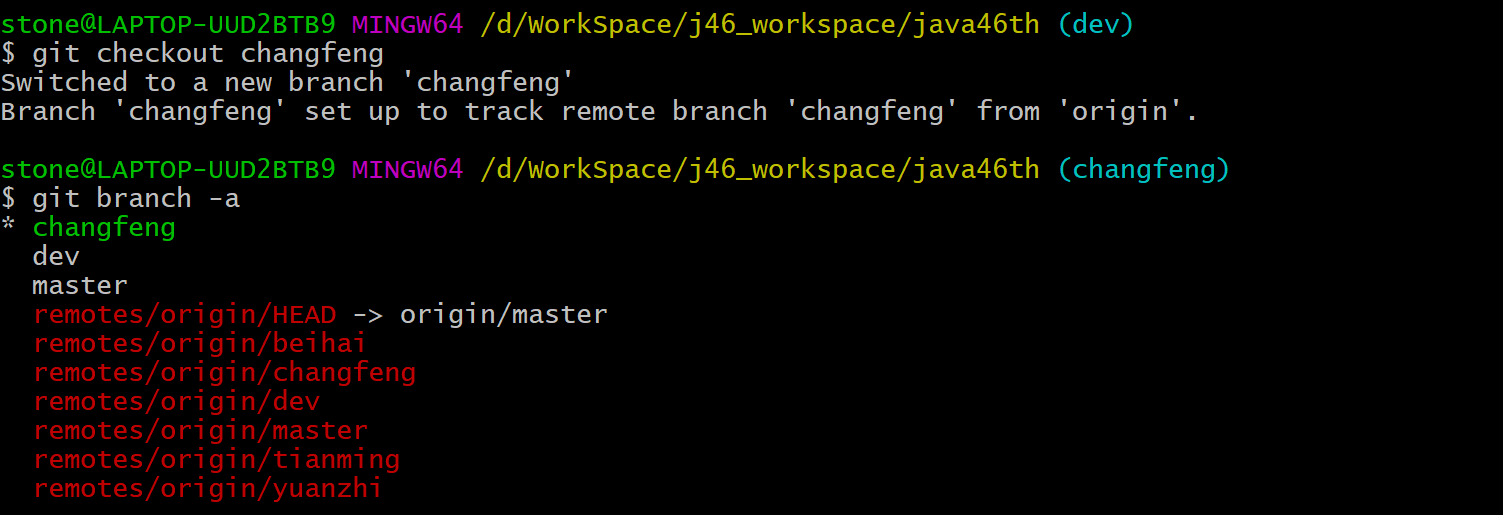 stone@LAPTOP-UUD2BTB9 MINGW64 /d/WorkSpace/j46_workspace/java46th (dev)
$ git checkout changfeng
Switched to a new branch 'changfeng'
Branch 'changfeng' set up to track remote branch 'changfeng' from 'origin'.
stone@LAPTOP-UUD2BTB9 MINGW64 /d/WorkSpace/j46_workspace/java46th (changfeng)
$ git branch -a
* changfeng
dev
master
remotes/origin/HEAD -> origin/master
remotes/origin/beihai
remotes/origin/changfeng
remotes/origin/dev
remotes/origin/master
remotes/origin/tianming
remotes/origin/yuanzhi